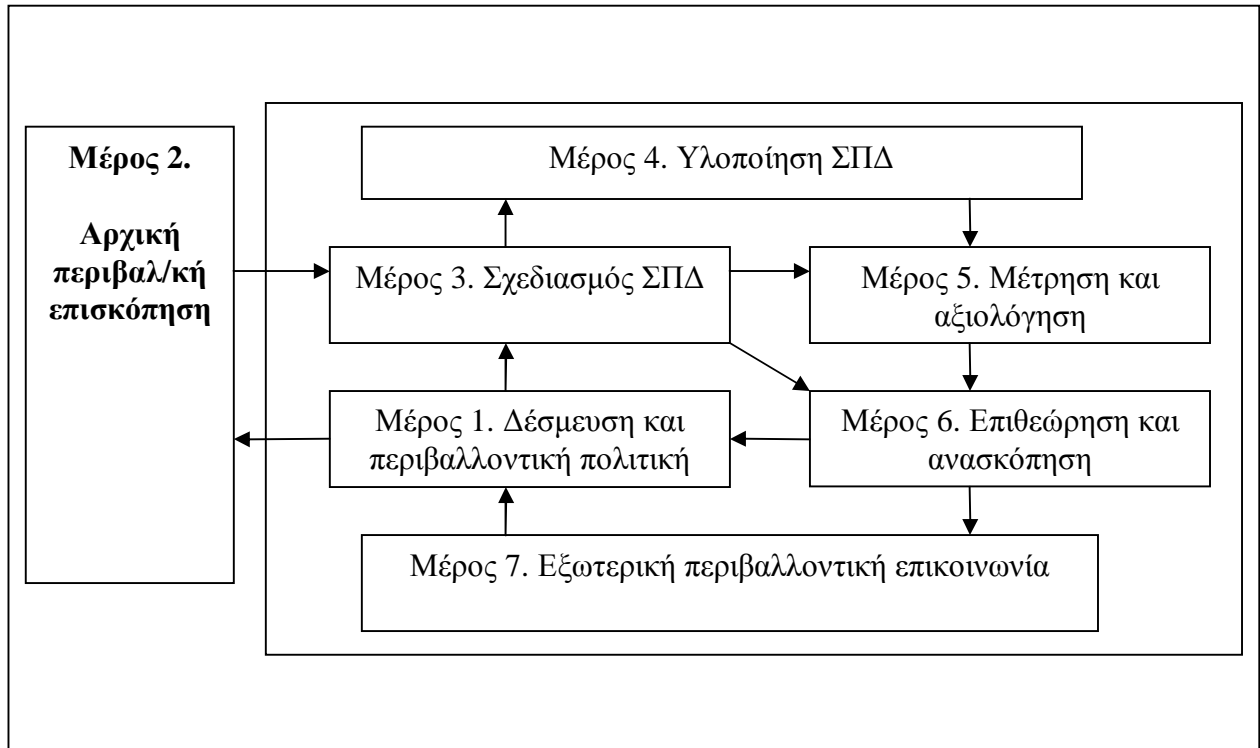 Μέρος 2.
Αρχική
περιβαλ/κή
επισκόπηση
Μέρος 4. Υλοποίηση ΣΠΔ
Μέρος 3. Σχεδιασμός ΣΠΔ
Μέρος 5. Μέτρηση και
αξιολόγηση
Μέρος 1. Δέσμευση και
περιβαλλοντική πολιτική
Μέρος 6. Επιθεώρηση και
ανασκόπηση
Μέρος 7. Εξωτερική περιβαλλοντική επικοινωνία